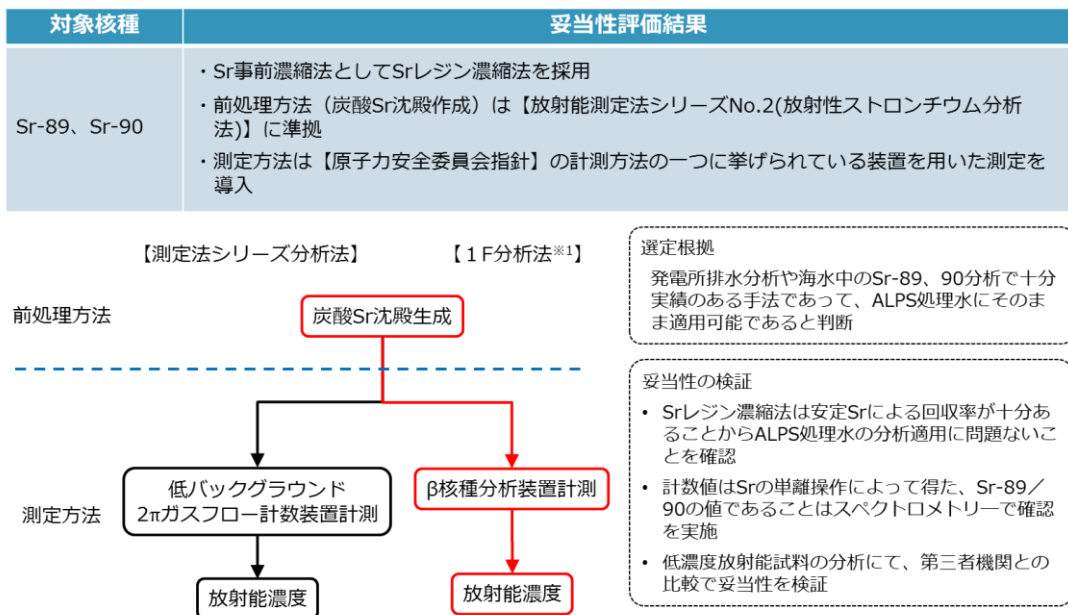 対象核種
妥当性評価結果
Sr-89、Sr-90
・Sr事前濃縮法としてSrレジン濃縮法を採用
・前処理方法（炭酸Sr沈殿作成）は【放射能測定法シリーズNo.2(放射性ストロンチウム分析
法)】に準拠
・測定方法は【原子力安全委員会指針】の計測方法の一つに挙げられている装置を用いた測定を
導入
【測定法シリーズ分析法】
【１F分析法※1】
前処理方法
炭酸Sr沈殿生成
測定方法
低バックグラウンド
2πガスフロー計数装置計測
β核種分析装置計測
放射能濃度
放射能濃度
選定根拠
発電所排水分析や海水中のSr-89、90分析で十分
実績のある手法であって、ALPS処理水にそのま
ま適用可能であると判断
妥当性の検証
• Srレジン濃縮法は安定Srによる回収率が十分あ
ることからALPS処理水の分析適用に問題ないこ
とを確認
• 計数値はSrの単離操作によって得た、Sr-89／
90の値であることはスペクトロメトリーで確認
を実施
• 低濃度放射能試料の分析にて、第三者機関との
比較で妥当性を検証